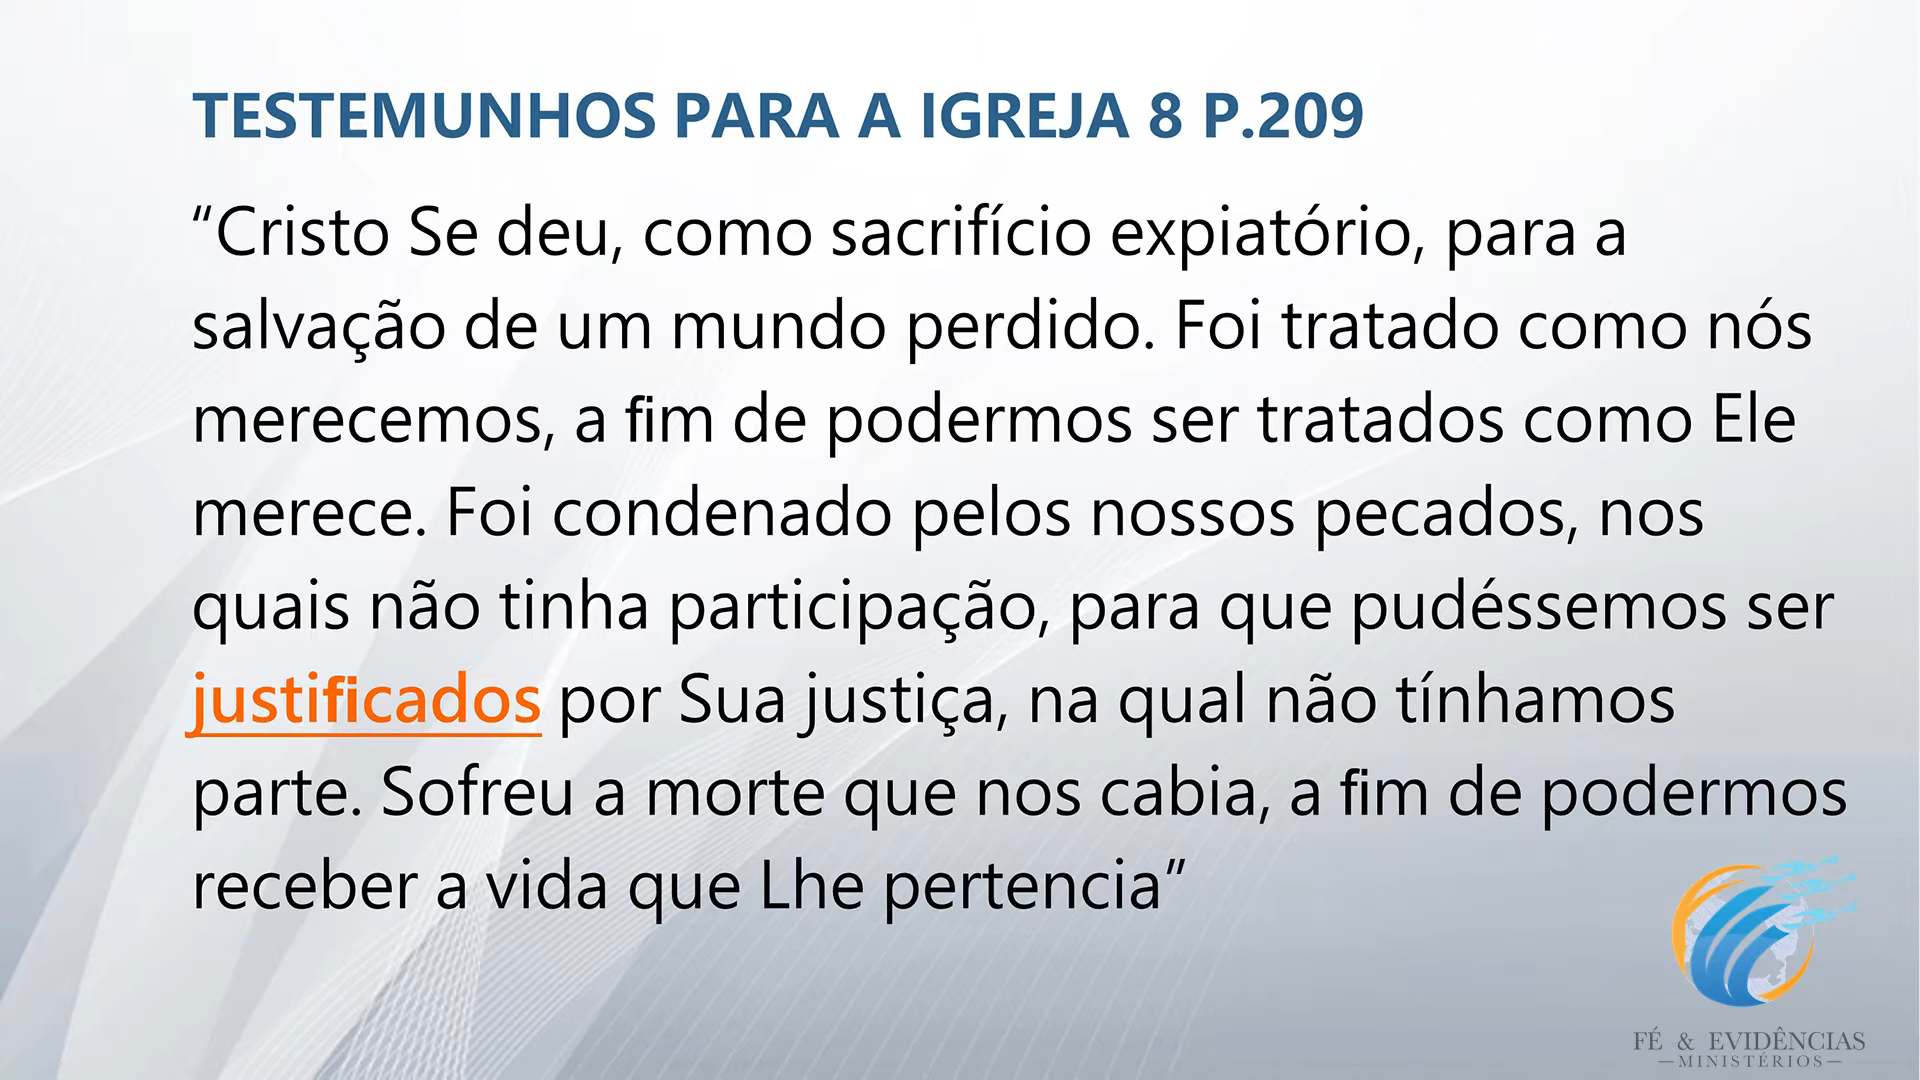 TESTEMUNHOS PARA A IGREJA 8 P.209
“Cristo Se deu, como sacrifício expiatório, para a
salvação de um mundo perdido. Foi tratado como nós
merecemos, a fim de podermos ser tratados como Ele
merece. Foi condenado pelos nossos pecados, nos
quais não tinha participação, para que pudéssemos ser
justificados por Sua justiça, na qual não tínhamos
parte. Sofreu a morte que nos cabia, a fim de podermos
receber a vida que Lhe pertencia”
FÉ & EVIDÊNCIAS
—MINISTÉRIOS—